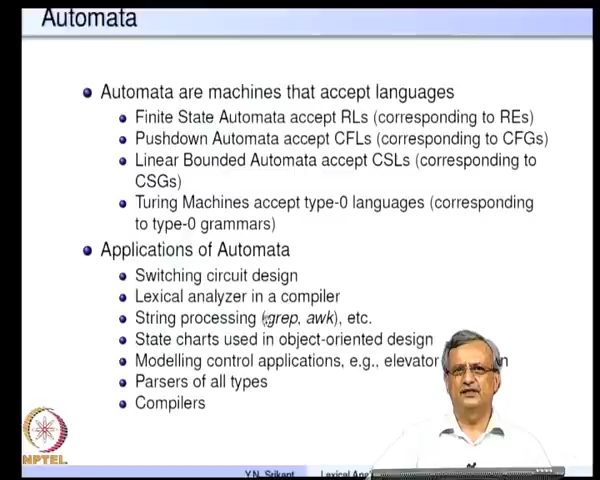 Automata
Automata are machines that accept languages
Finite State Automata accept RLs (corresponding to REs)
Pushdown Automata accept CFLs (corresponding to CFGs)
Linear Bounded Automata accept CSLs (corresponding to
CSGs)
Turing Machines accept type-0 languages (corresponding
to type-0 grammars)
Applications of Automata
Switching circuit design
Lexical analyzer in a compiler
String processing (grep, awk), etc.
State charts used in object-oriented design
Modelling control applications, e.g., elevator
Parsers of all types
Compilers
NPTEL
Y.N. Srikant Lexical